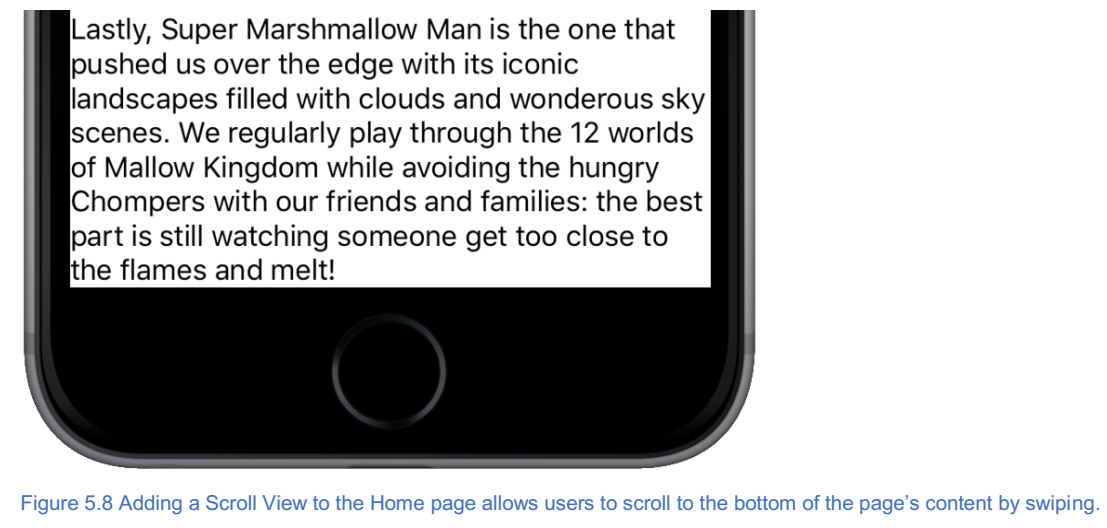 Lastly, Super Marshmallow Man is the one that
pushed us over the edge with its iconic
landscapes filled with clouds and wonderous sky
scenes. We regularly play through the 12 worlds
of Mallow Kingdom while avoiding the hungry
Chompers with our friends and families: the best
part is still watching someone get too close to
the flames and melt!
Figure 5.8 Adding a Scroll View to the Home page allows users to scroll to the bottom of the page’s content by swiping.